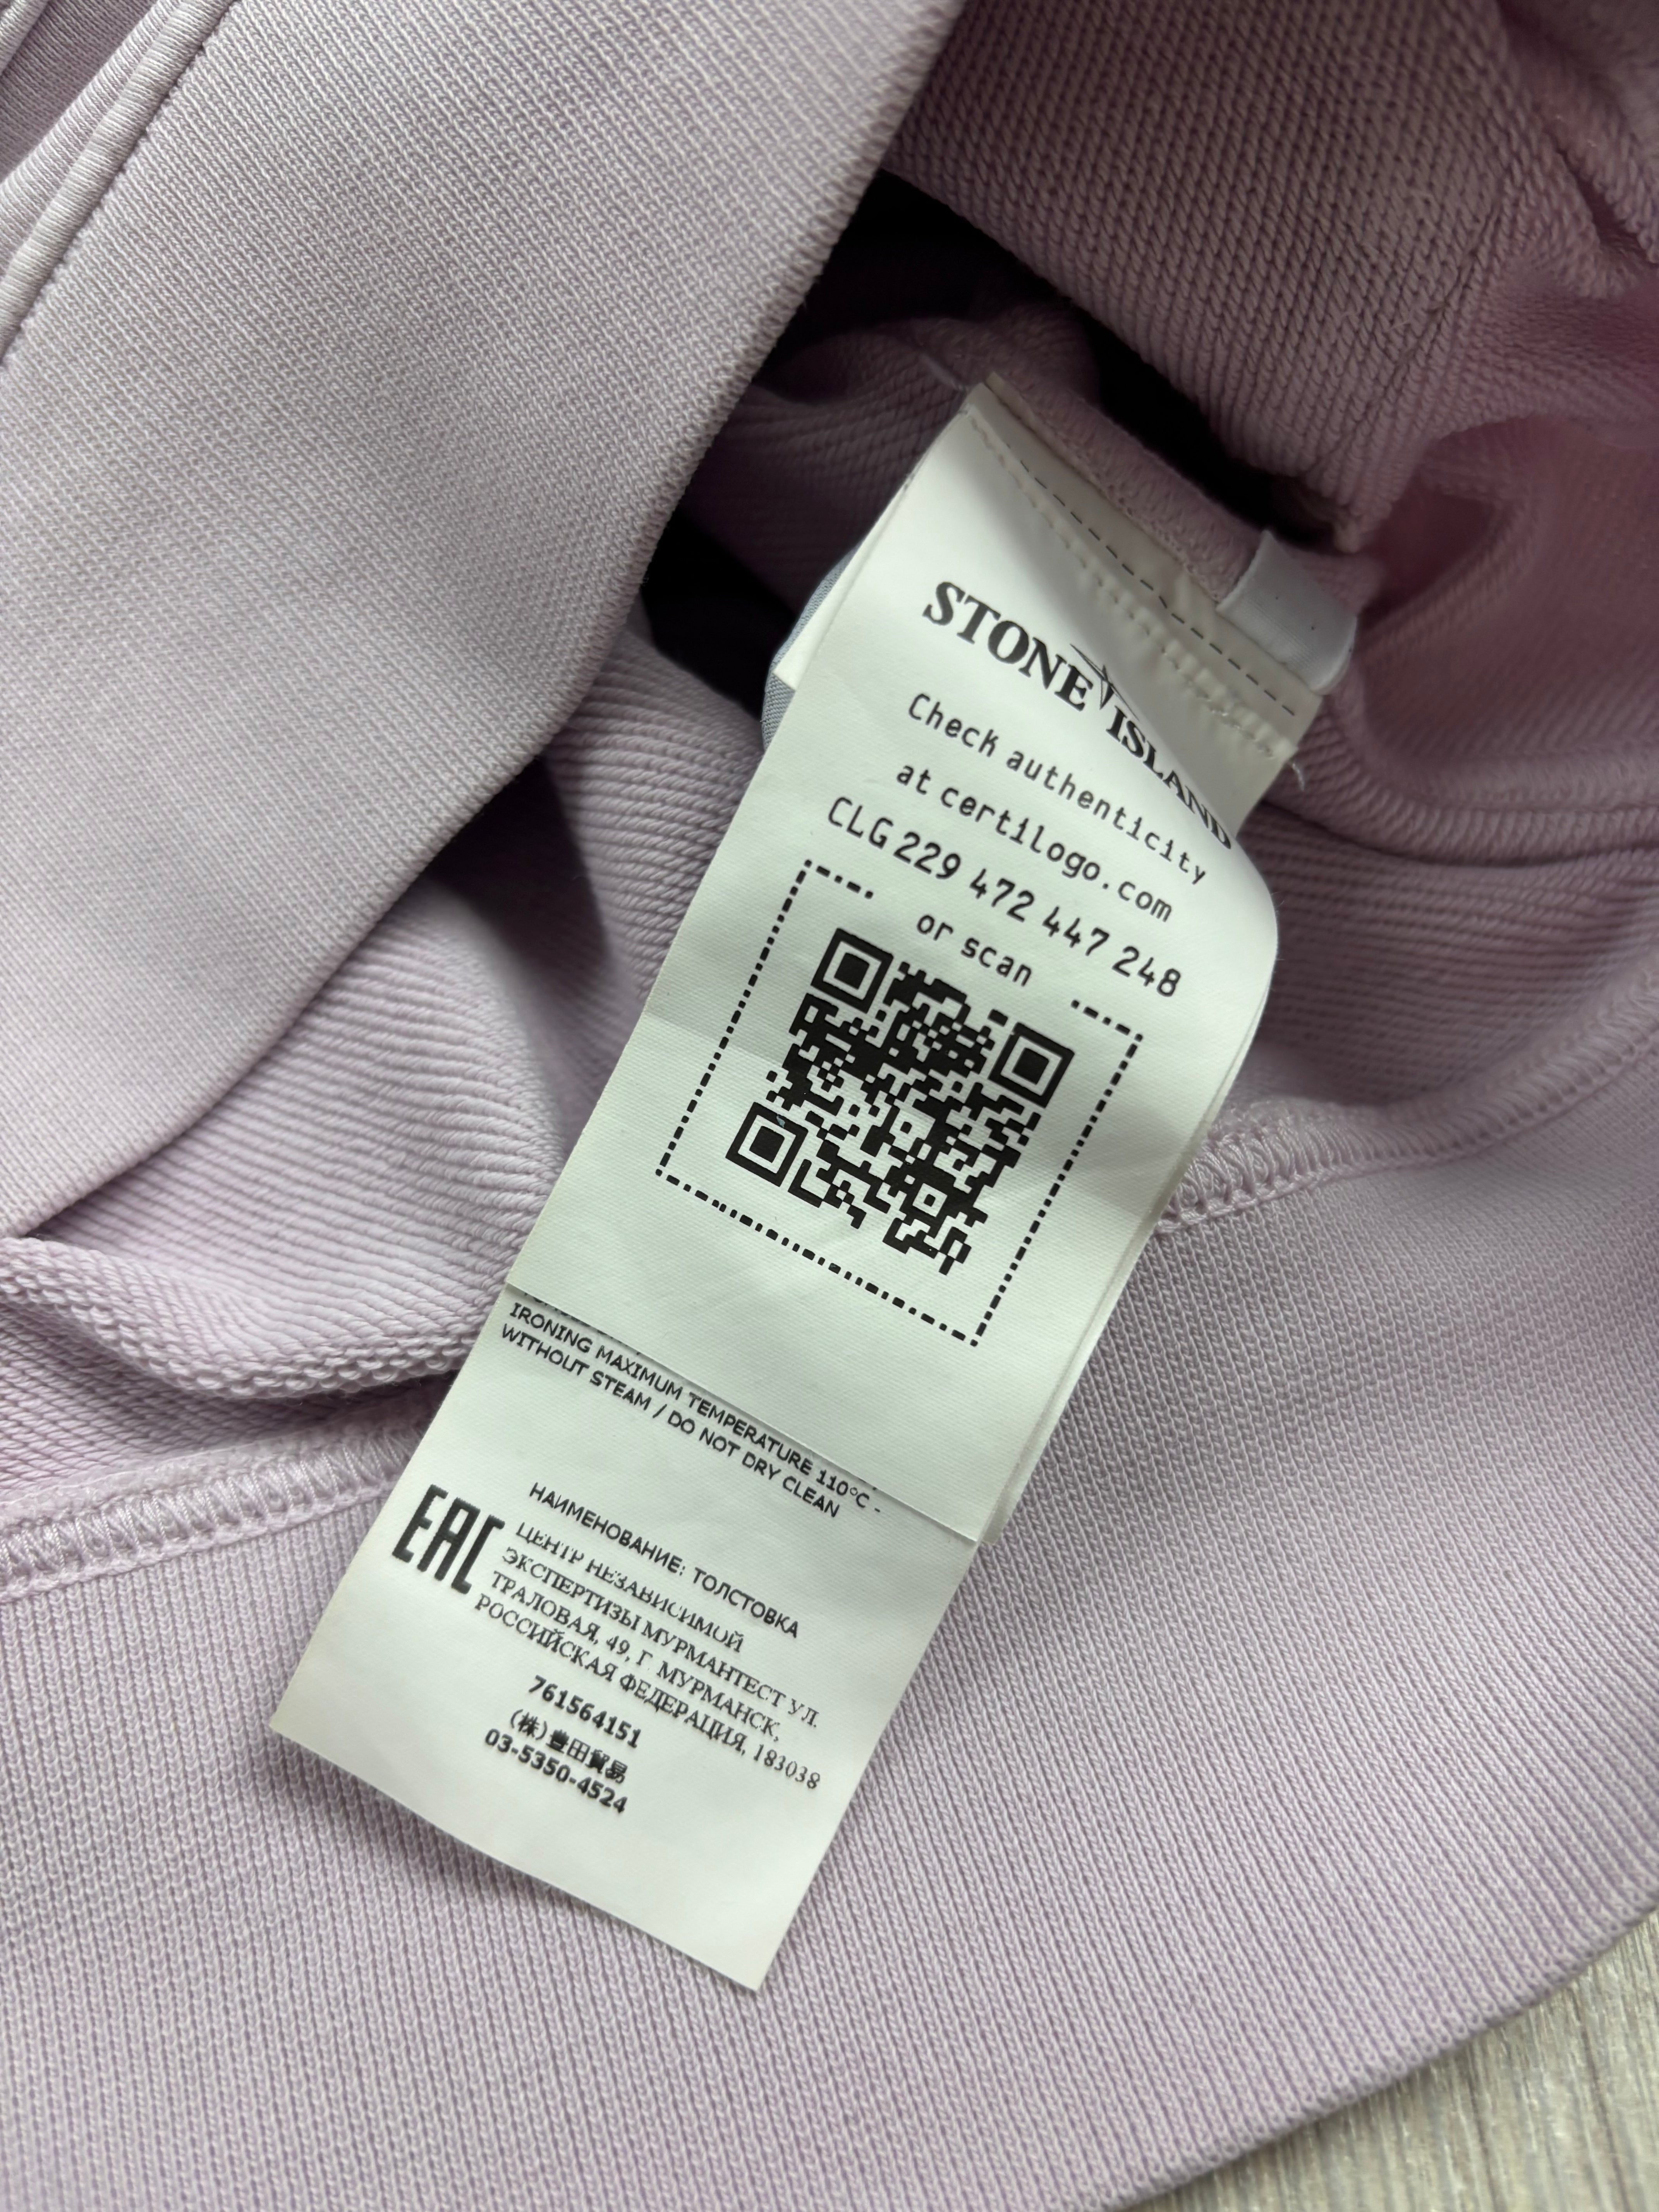 STONE ISLAND
Check authenticity
at certilogo.com
CLG 229 472 447 248
or scan
IRONING MAXIMUM TEMPERATURE 110°C -
WITHOUT STEAM / DO NOT DRY CLEAN
НАИМЕНОВАНИЕ: ТОЛСТОВКА
EAC
ЦЕНТР НЕЗАВИСИМОЙ
ЭКСПЕРТИЗЫ МУРМАНТЕСТ УЛ.
ТРАЛОВАЯ, 49, Г. МУРМАНСК,
РОССИЙСКАЯ ФЕДЕРАЦИЯ, 183038
761564151
(株)豊田貿易
03-5350-4524